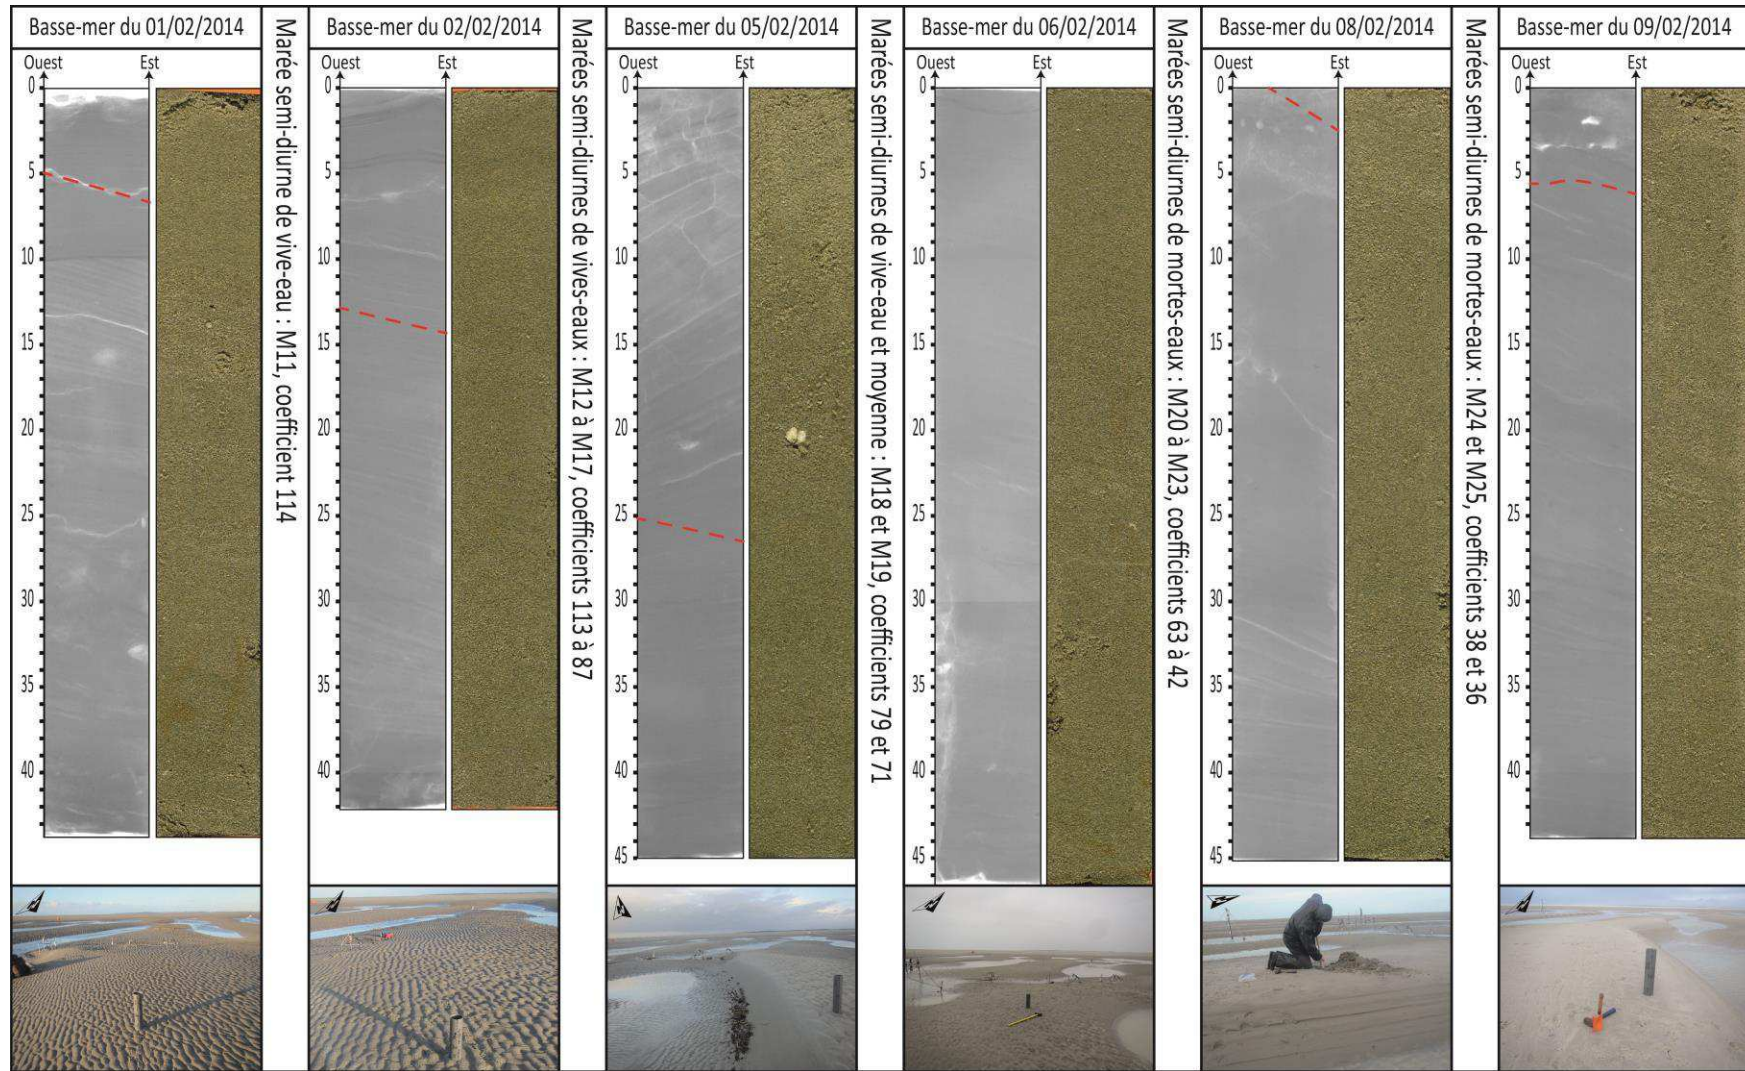 Basse-mer du 01/02/2014
Ouest
Est
0
5
10
15
20
25
30
35
40
Marée semi-diurne de vive-eau : M11, coefficient 114
Basse-mer du 02/02/2014
Ouest
Est
0
5
10
15
20
25
30
35
40
Marées semi-diurnes de vives-eaux : M12 à M17, coefficients 113 à 87
Basse-mer du 05/02/2014
Ouest
Est
0
5
10
15
20
25
30
35
40
45
Marées semi-diurnes de vive-eau et moyenne : M18 et M19, coefficients 79 et 71
Basse-mer du 06/02/2014
Ouest
Est
0
5
10
15
20
25
30
35
40
45
Marées semi-diurnes de mortes-eaux : M20 à M23, coefficients 63 à 42
Basse-mer du 08/02/2014
Ouest
Est
0
5
10
15
20
25
30
35
40
45
Marées semi-diurnes de mortes-eaux : M24 et M25, coefficients 38 et 36
Basse-mer du 09/02/2014
Ouest
Est
0
5
10
15
20
25
30
35
40